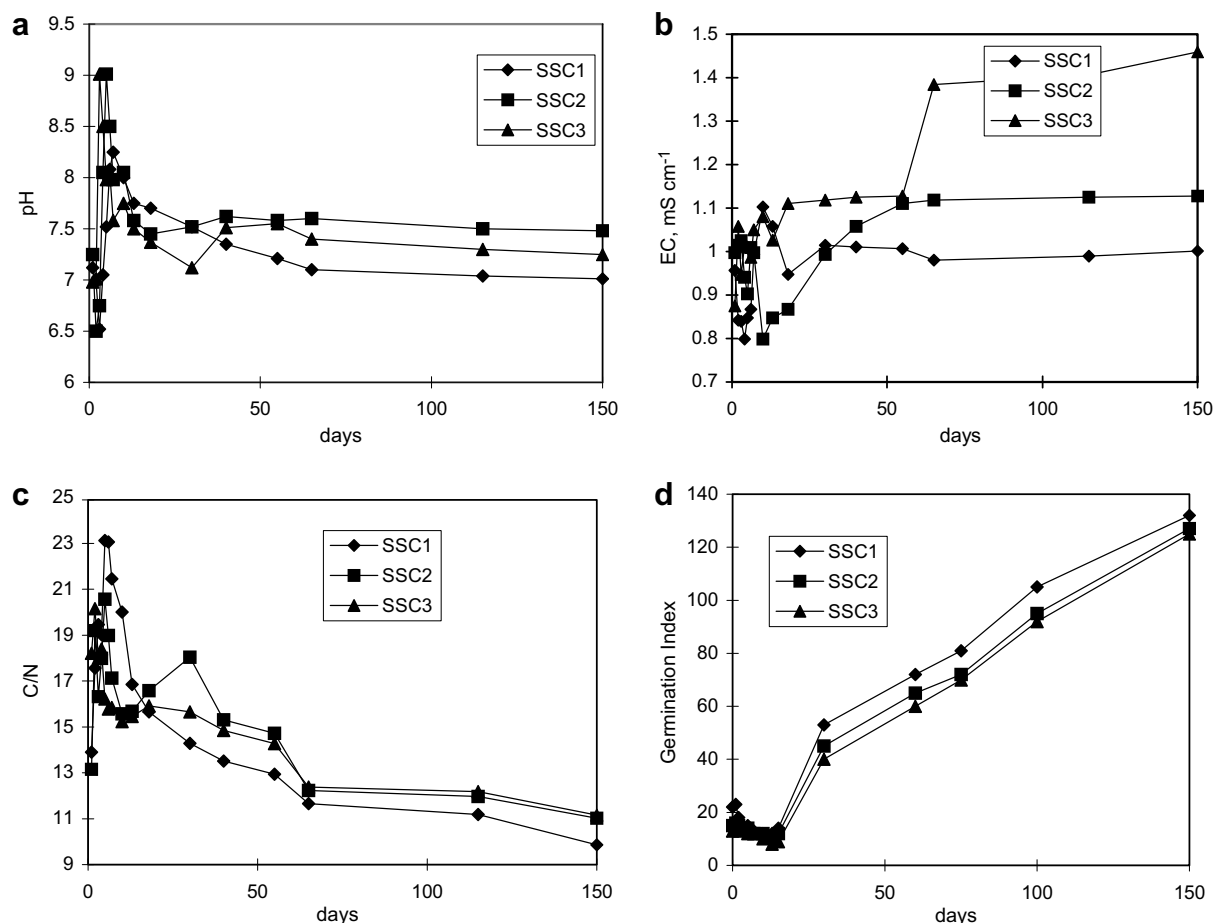 a
9.5
9
8.5
8
7.5
7
6.5
6
pH
0
50
100
150
days
SSC1
SSC2
SSC3
b
1.5
1.4
1.3
1.2
1.1
1
0.9
0.8
0.7
EC, mS cm-1
0
50
100
150
days
SSC1
SSC2
SSC3
c
25
23
21
19
17
15
13
11
9
C/N
0
50
100
150
days
SSC1
SSC2
SSC3
d
140
120
100
80
60
40
20
0
Germination Index
0
50
100
150
days
SSC1
SSC2
SSC3